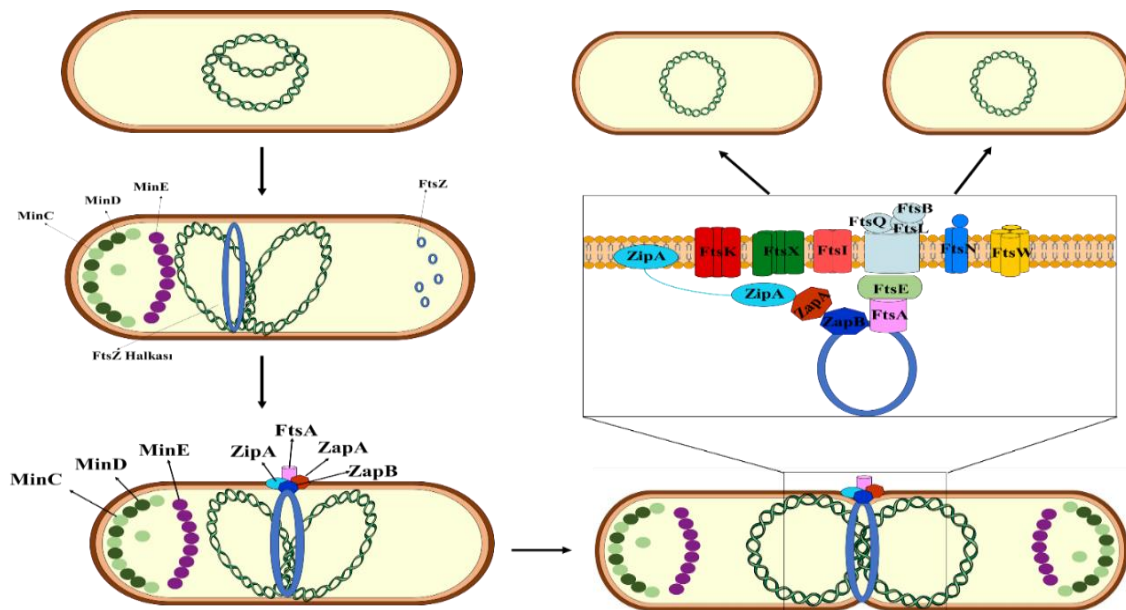 MinE
MinD
MinC
FtsZ
FtsZ Halkası
FtsA
ZipA
ZapA
MinE
ZapB
MinD
MinC
FtsB
FtsQ
FtsL
FtsK
FtsX
FtsI
FtsN
FtsW
ZipA
ZipA
ZapA
FtsE
ZapB
FtsA